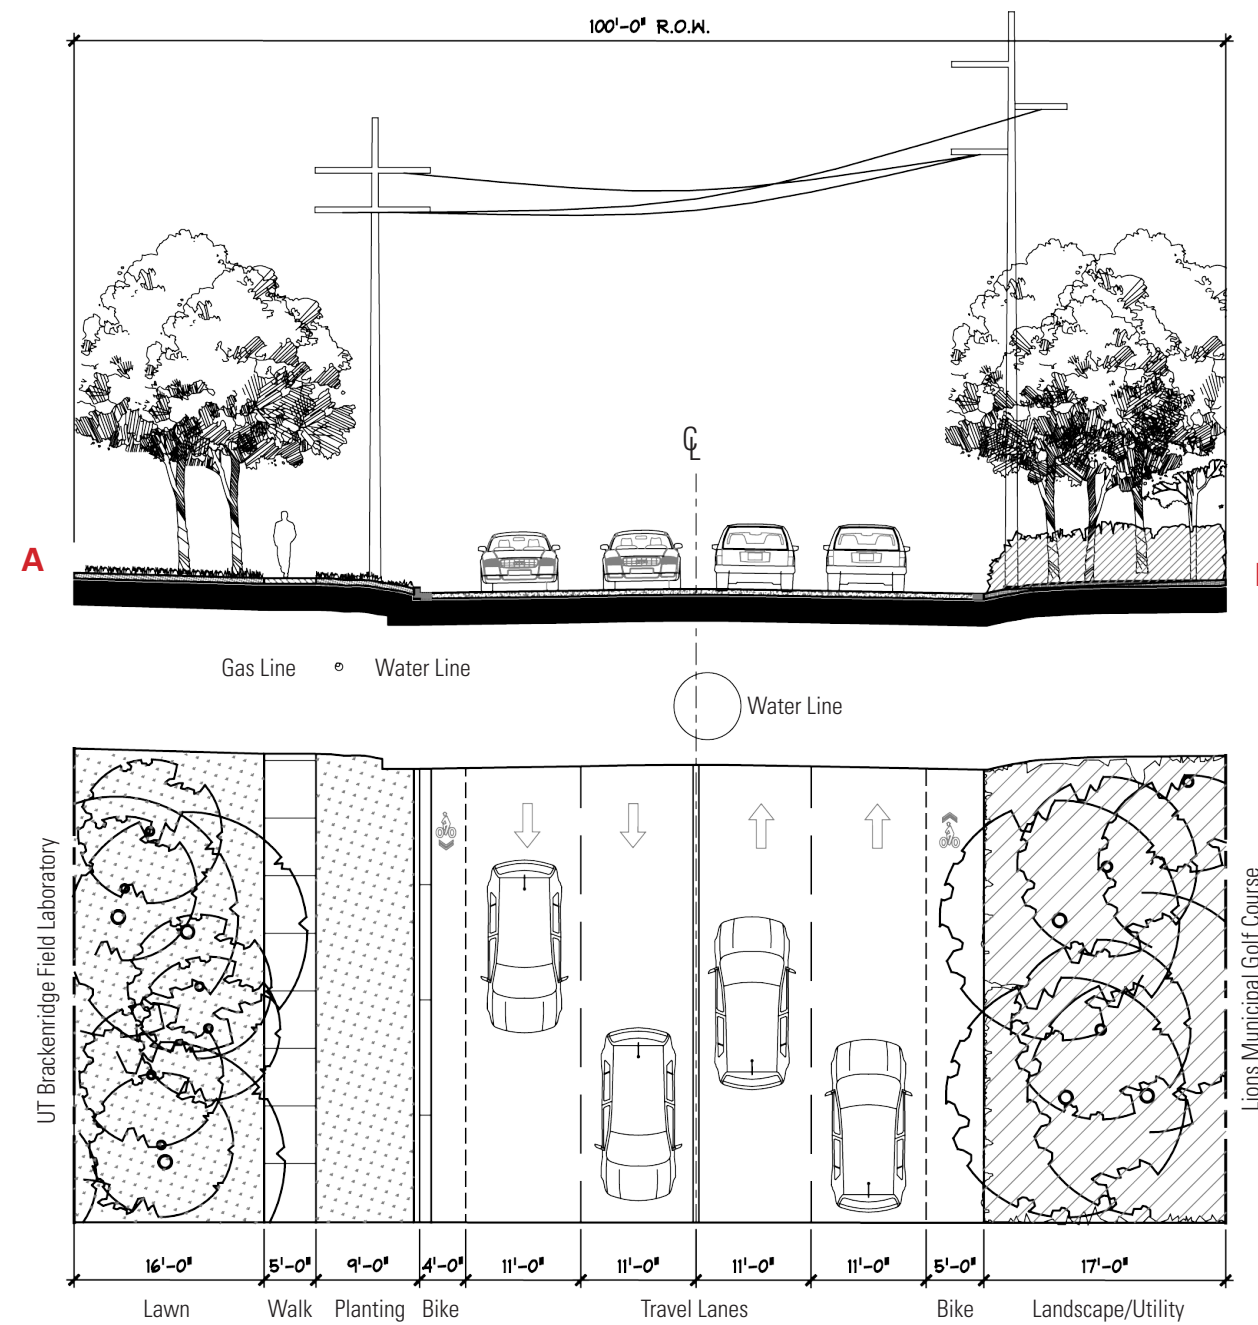 100'-0" R.O.W.
CL
A
Gas Line
Water Line
Water Line
UT Brackenridge Field Laboratory
Lions Municipal Golf Course
16'-0"
5'-0"
9'-0"
4'-0"
11'-0"
11'-0"
11'-0"
11'-0"
5'-0"
17'-0"
Lawn
Walk
Planting
Bike
Travel Lanes
Bike
Landscape/Utility